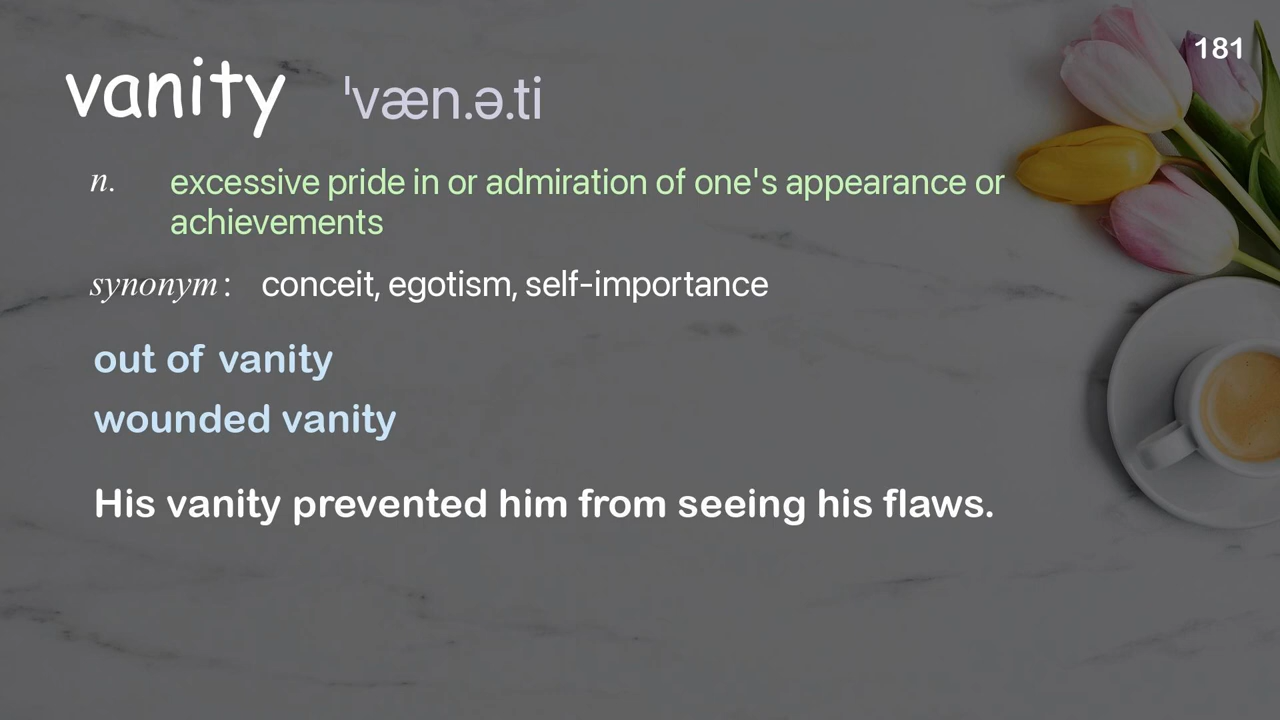 181
vanity ˈvæn.ə.ti
n. excessive pride in or admiration of one's appearance or
achievements
synonym: conceit, egotism, self-importance
out of vanity
wounded vanity
His vanity prevented him from seeing his flaws.